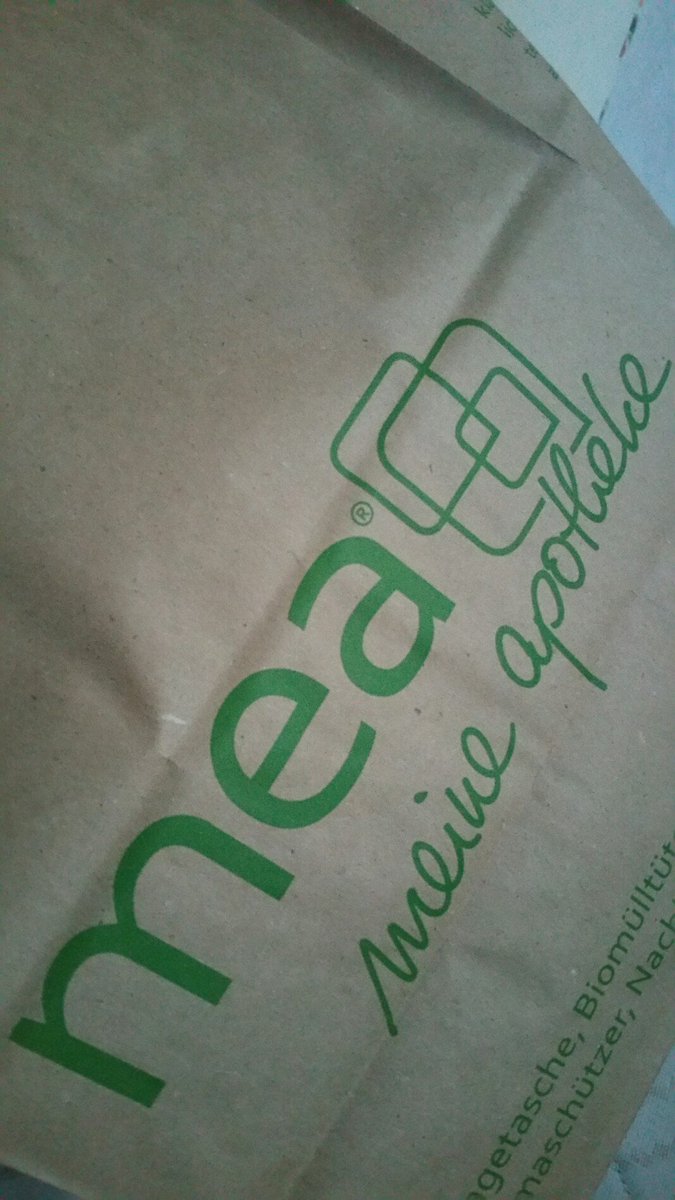 mea®
meine apotheke
getasche, Biomülltüt
maschützer, Nach